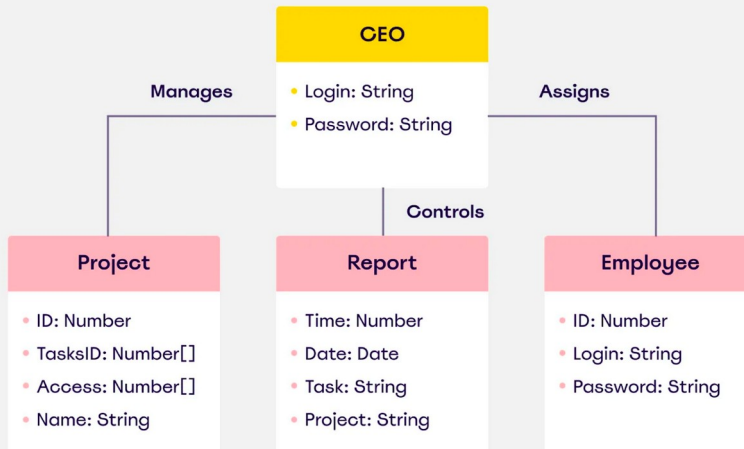 CEO
Manages
• Login: String
Assigns
• Password: String
Controls
Project
• ID: Number
• TasksID: Number[]
• Access: Number[]
• Name: String
Report
• Time: Number
• Date: Date
• Task: String
• Project: String
Employee
• ID: Number
• Login: String
• Password: String